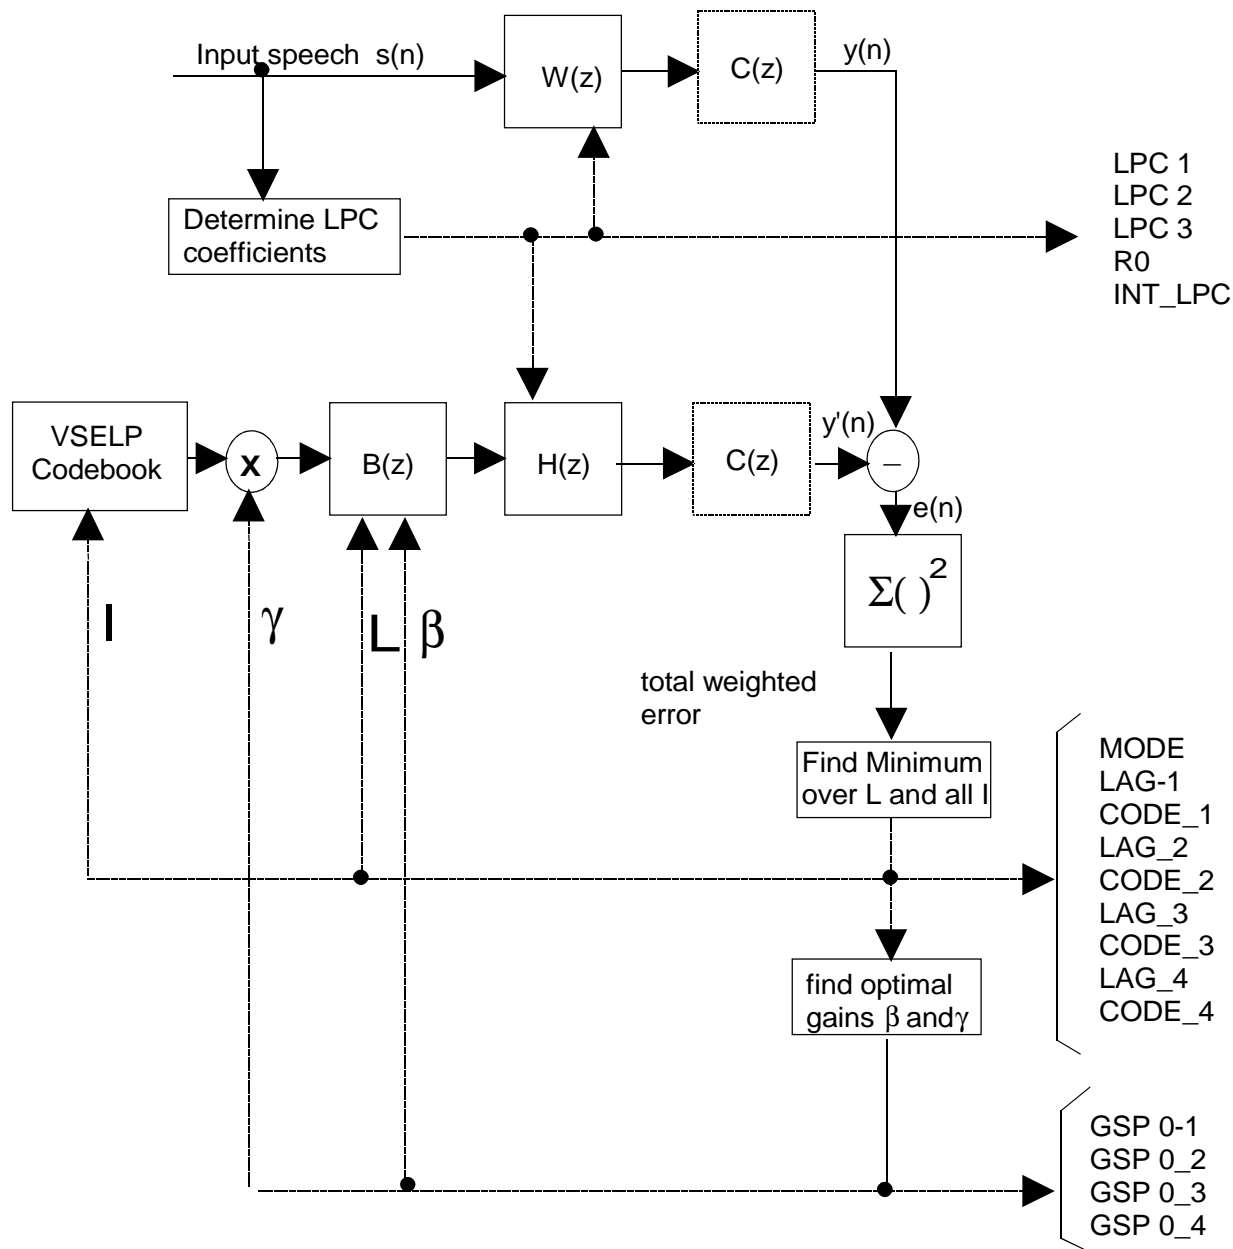 Input speech s(n)
W(z)
C(z)
y(n)
LPC 1
LPC 2
LPC 3
R0
INT_LPC
Determine LPC
coefficients
VSELP
Codebook
x
B(z)
H(z)
C(z)
y'(n)
–
e(n)
Σ( )²
I
γ
L
β
total weighted
error
Find Minimum
over L and all I
MODE
LAG-1
CODE_1
LAG_2
CODE_2
LAG_3
CODE_3
LAG_4
CODE_4
find optimal
gains β and γ
GSP 0-1
GSP 0_2
GSP 0_3
GSP 0_4